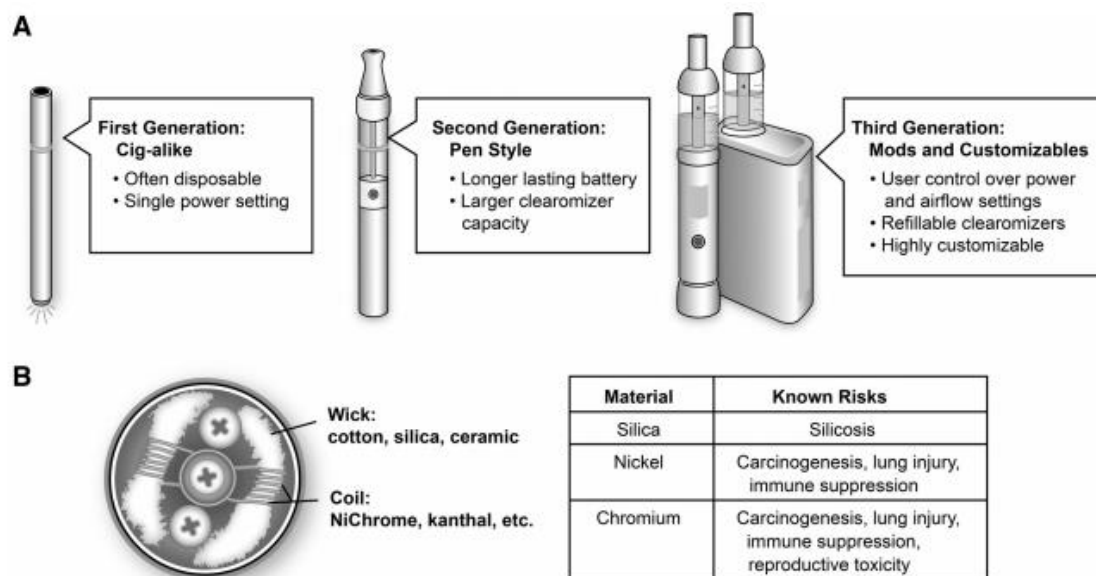 A
First Generation:
Cig-alike
• Often disposable
• Single power setting
Second Generation:
Pen Style
• Longer lasting battery
• Larger clearomizer
capacity
Third Generation:
Mods and Customizables
• User control over power
and airflow settings
• Refillable clearomizers
• Highly customizable
B
Wick:
cotton, silica, ceramic
Coil:
NiChrome, kanthal, etc.
Material Known Risks
Silica Silicosis
Nickel Carcinogenesis, lung injury,
immune suppression
Chromium Carcinogenesis, lung injury,
immune suppression,
reproductive toxicity